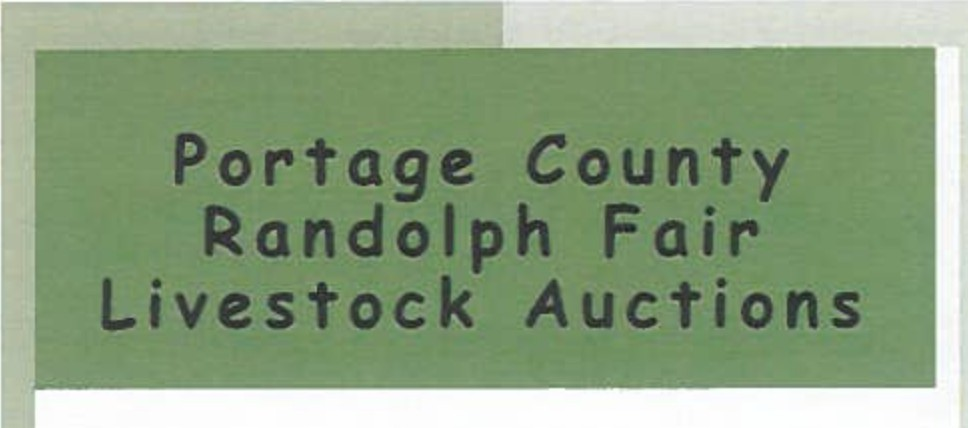 Portage County
Randolph Fair
Livestock Auctions